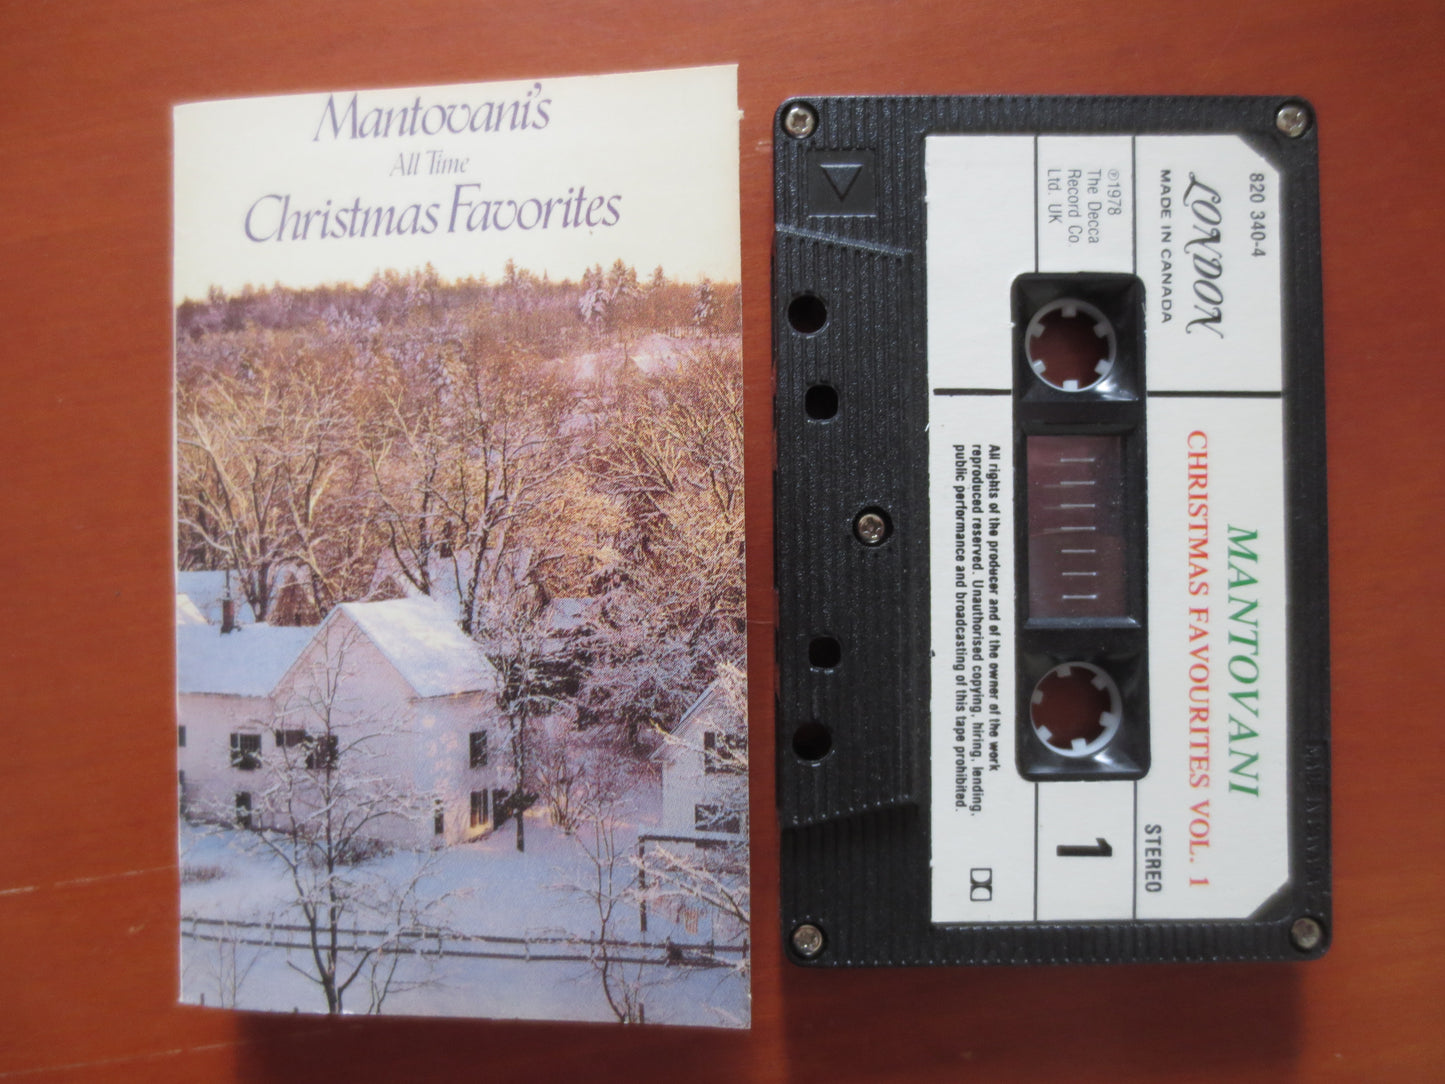 Mantovani's
All Time
Christmas Favorites
820 340-4
LONDON
MADE IN CANADA
℗1978
The Decca
Record Co.
Ltd. UK
MANTOVANI
CHRISTMAS FAVOURITES VOL. 1
STEREO
1
All rights of the producer and of the owner of the work
reproduced reserved. Unauthorised copying, hiring, lending,
public performance and broadcasting of this tape prohibited.